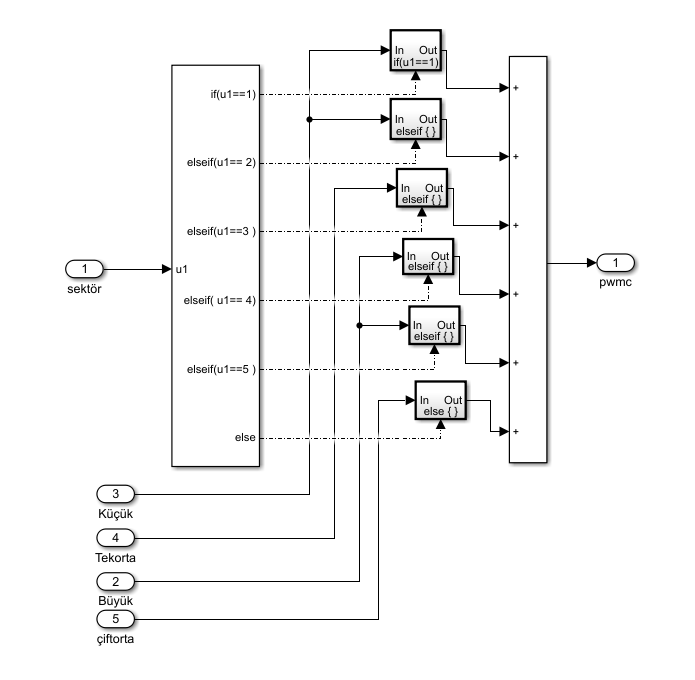 In Out
if(u1==1)
+
if(u1==1)
In Out
elseif { }
+
elseif(u1== 2)
In Out
elseif { }
+
elseif(u1==3 )
In Out
elseif { }
1
u1
1
sektör
pwmc
+
elseif( u1== 4)
In Out
elseif { }
+
elseif(u1==5 )
In Out
else { }
+
else
3
Küçük
4
Tekorta
2
Büyük
5
çiftorta